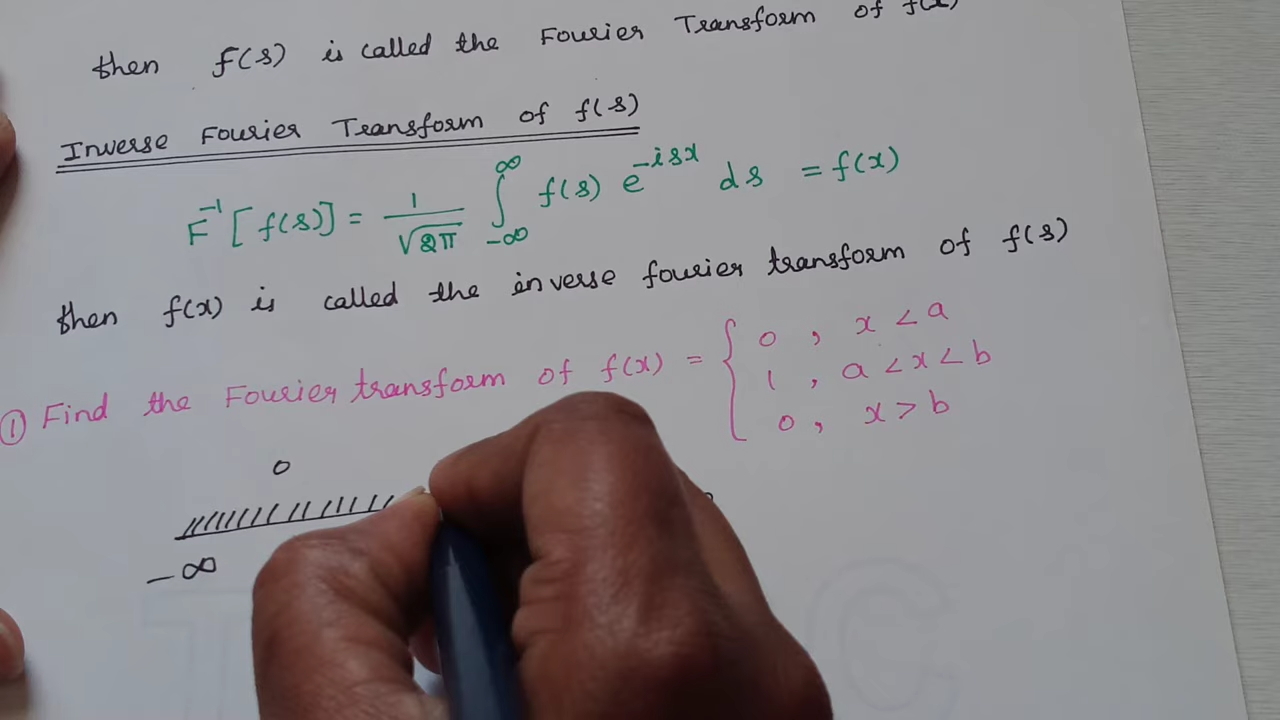 then f(s) is called the Fourier Transform of f(x)
Inverse Fourier Transform of f(s)
F⁻¹[f(s)] = 1/√2π ∫_{-∞}^{∞} f(s) e^{-isx} ds = f(x)
then f(x) is called the inverse fourier transform of f(s)
① Find the Fourier transform of f(x) = { 0 , x < a
1 , a < x < b
0 , x > b
0
-∞